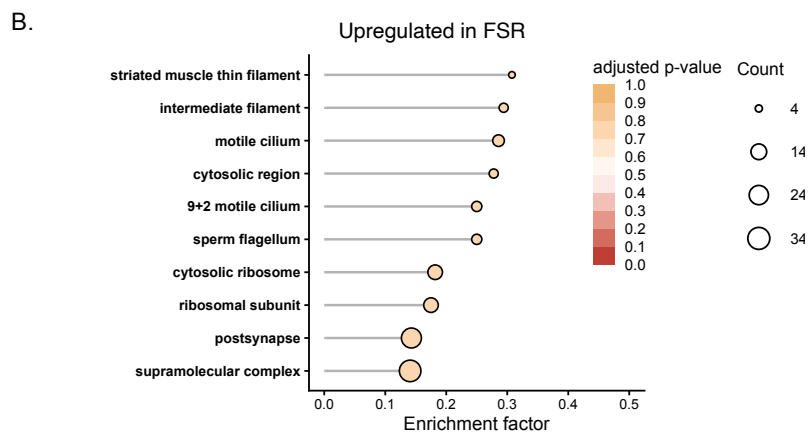 B.
Upregulated in FSR
striated muscle thin filament
intermediate filament
motile cilium
cytosolic region
9+2 motile cilium
sperm flagellum
cytosolic ribosome
ribosomal subunit
postsynapse
supramolecular complex
0.0 0.1 0.2 0.3 0.4 0.5
Enrichment factor
adjusted p-value
1.0
0.9
0.8
0.7
0.6
0.5
0.4
0.3
0.2
0.1
0.0
Count
4
14
24
34